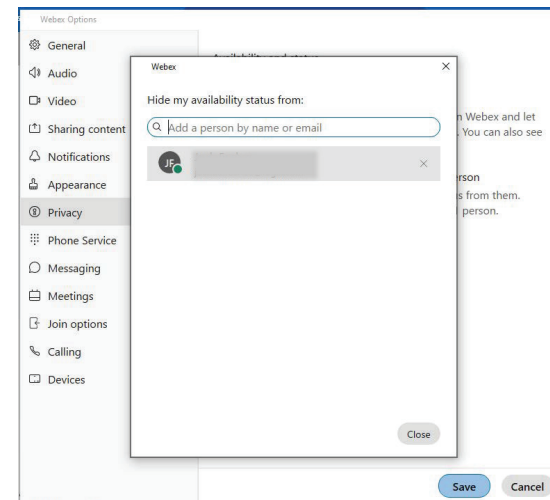 Webex Options
General
Audio
Video
Sharing content
Notifications
Appearance
Privacy
Phone Service
Messaging
Meetings
Join options
Calling
Devices
Webex
Hide my availability status from:
Add a person by name or email
JF
Close
n Webex and let
. You can also see
erson
s from them.
person.
Save
Cancel